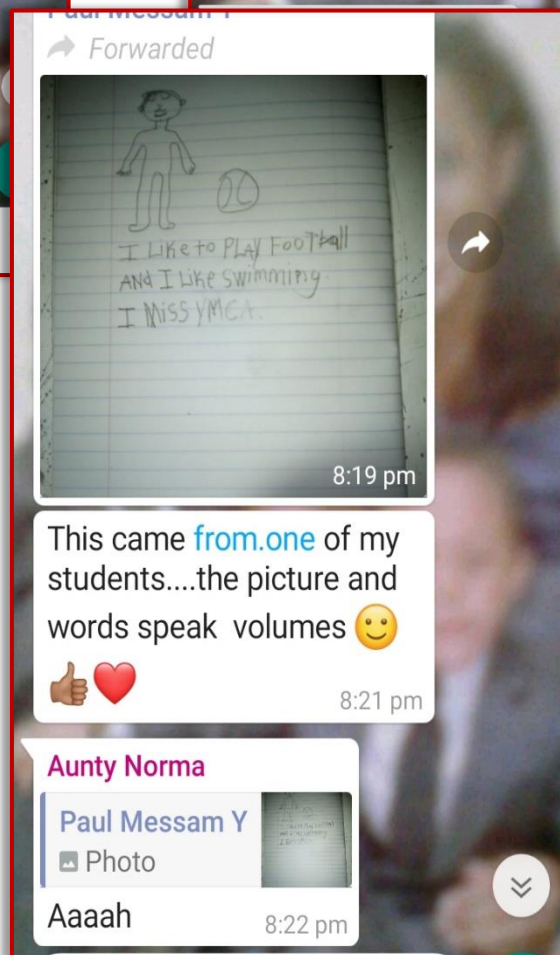 Paul Messam Y
Forwarded
I Like to PLAY FooTball
AND I Like swimming.
I Miss YMCA.
8:19 pm
This came from.one of my
students....the picture and
words speak volumes 🙂
👍🏾❤️
8:21 pm
Aunty Norma
Paul Messam Y
Photo
Aaaah
8:22 pm